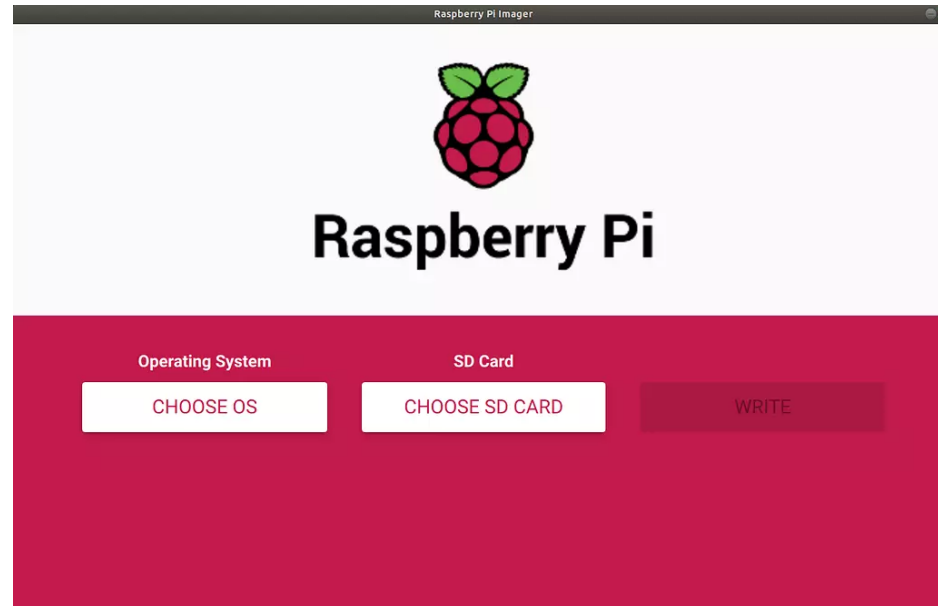 Raspberry Pi Imager
Raspberry Pi
Operating System
SD Card
CHOOSE OS
CHOOSE SD CARD
WRITE